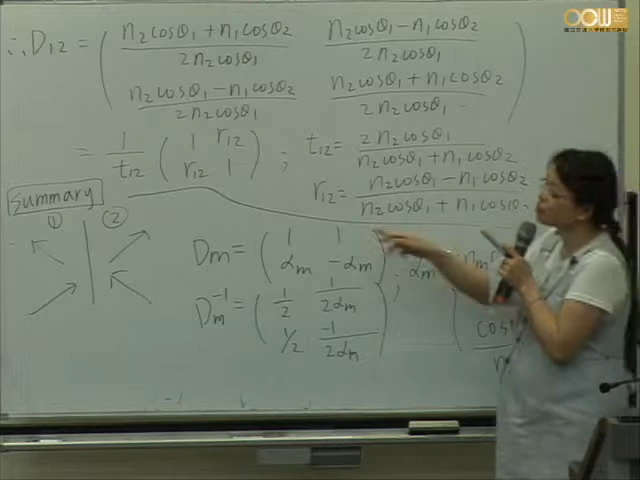 ∴ D₁₂ = ( (n₂cosθ₁ + n₁cosθ₂)/(2n₂cosθ₁)   (n₂cosθ₁ − n₁cosθ₂)/(2n₂cosθ₁)
(n₂cosθ₁ − n₁cosθ₂)/(2n₂cosθ₁)   (n₂cosθ₁ + n₁cosθ₂)/(2n₂cosθ₁) )
= 1/t₁₂ ( 1 r₁₂
r₁₂ 1 ) ; t₁₂ = 2n₂cosθ₁/(n₂cosθ₁ + n₁cosθ₂)
r₁₂ = (n₂cosθ₁ − n₁cosθ₂)/(n₂cosθ₁ + n₁cosθ₂)
Summary
① ②
Dm = ( 1 1
αm −αm ) ; αm =
Dm⁻¹ = ( 1/2 1/(2αm)
1/2 −1/(2αm) )
OCW